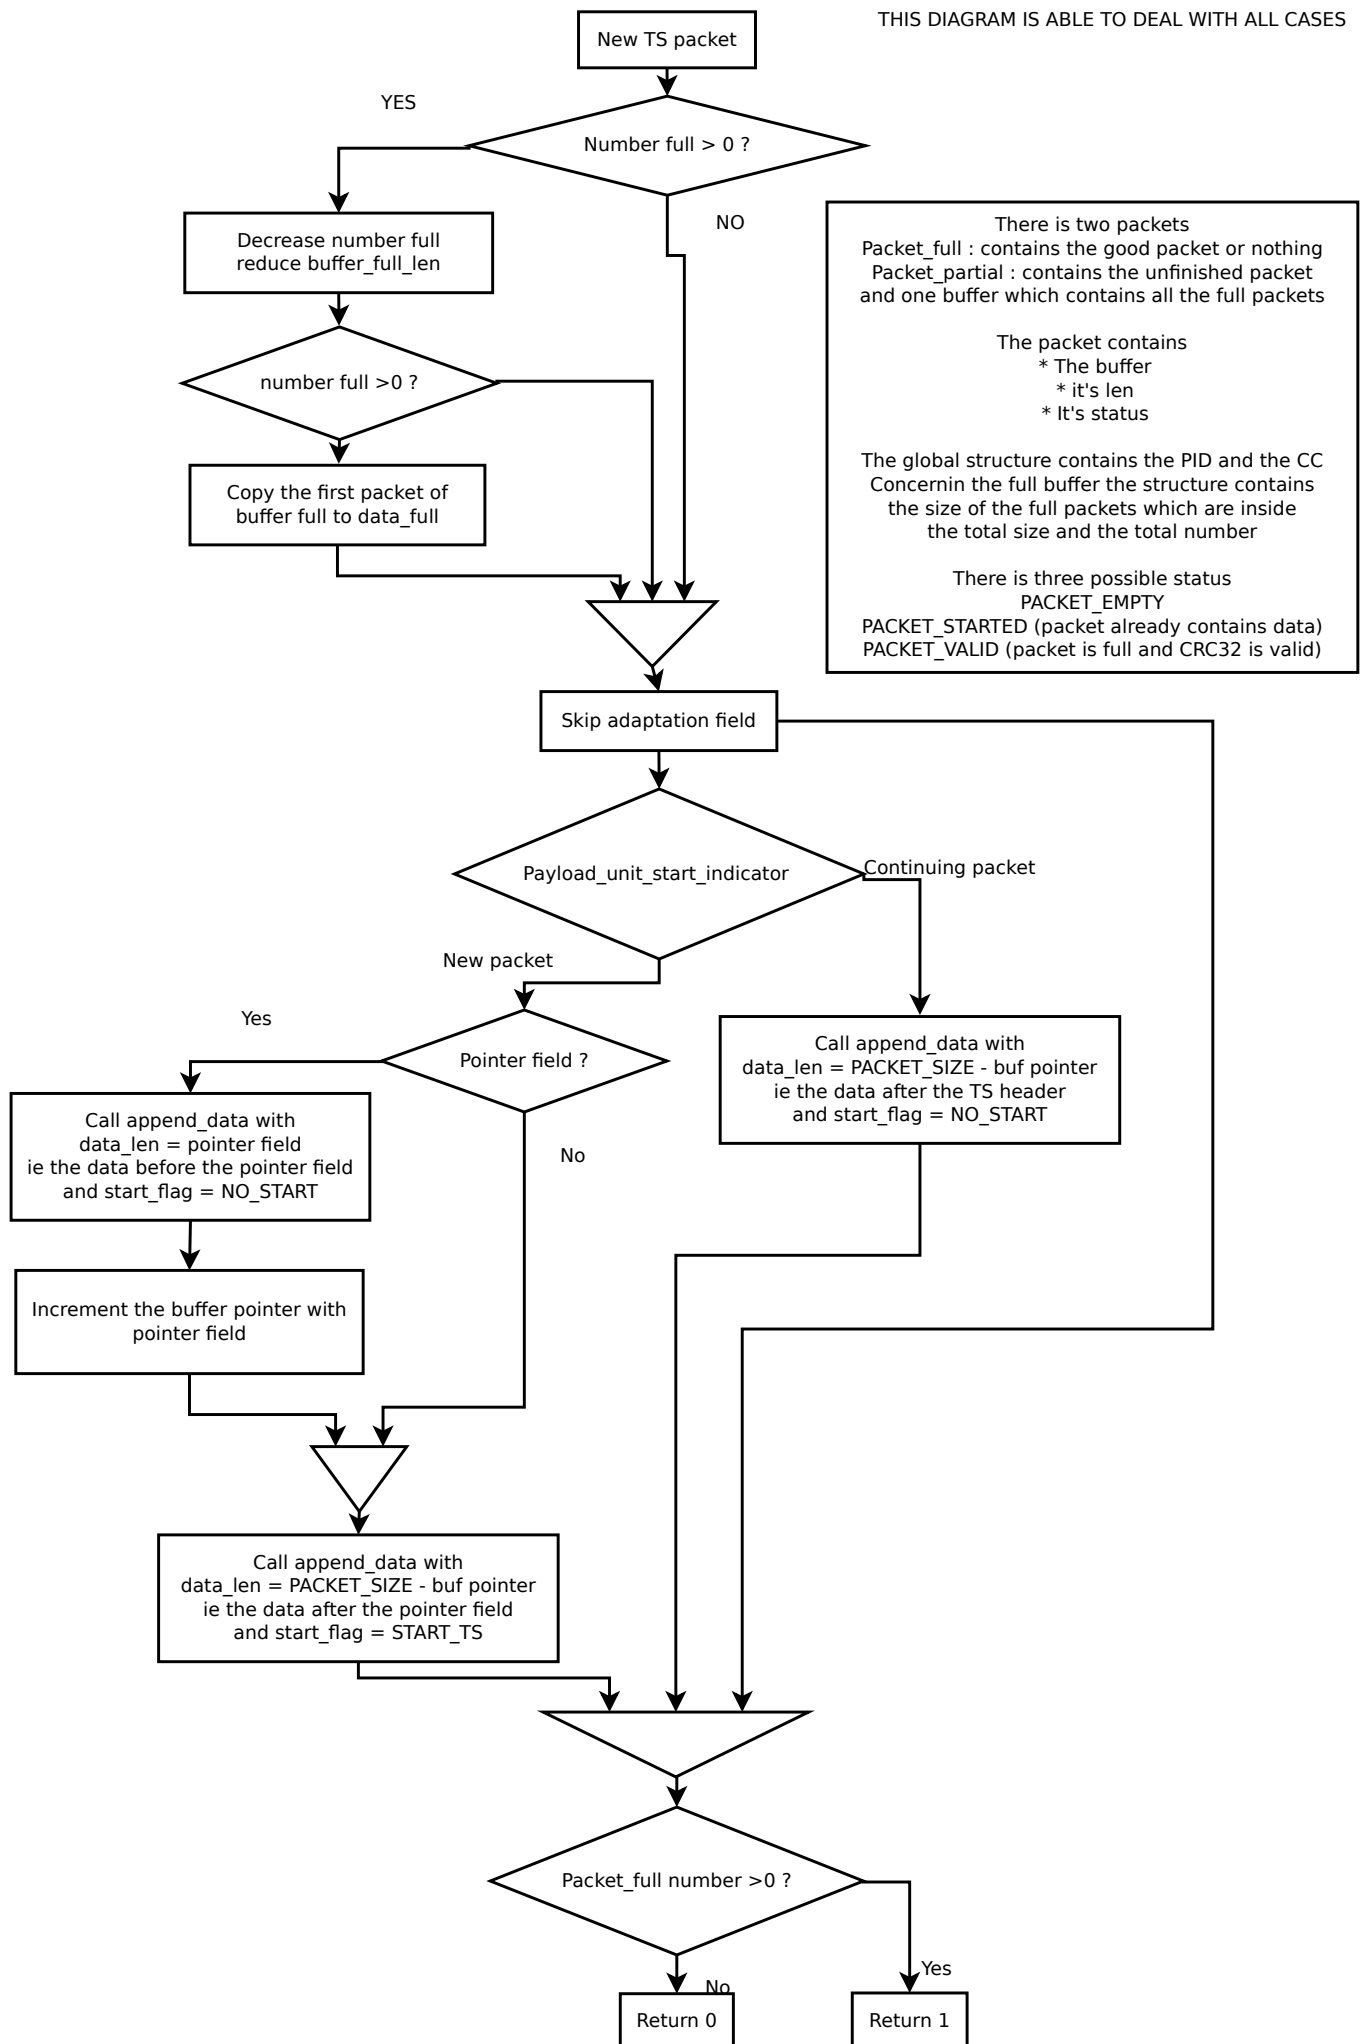 THIS DIAGRAM IS ABLE TO DEAL WITH ALL CASES
New TS packet
YES
Number full > 0 ?
NO
Decrease number full
reduce buffer_full_len
There is two packets
Packet_full : contains the good packet or nothing
Packet_partial : contains the unfinished packet
and one buffer which contains all the full packets
The packet contains
* The buffer
* it's len
* It's status
The global structure contains the PID and the CC
Concernin the full buffer the structure contains
the size of the full packets which are inside
the total size and the total number
There is three possible status
PACKET_EMPTY
PACKET_STARTED (packet already contains data)
PACKET_VALID (packet is full and CRC32 is valid)
number full >0 ?
Copy the first packet of
buffer full to data_full
Skip adaptation field
Payload_unit_start_indicator
Continuing packet
New packet
Yes
Pointer field ?
Call append_data with
data_len = PACKET_SIZE - buf pointer
ie the data after the TS header
and start_flag = NO_START
Call append_data with
data_len = pointer field
ie the data before the pointer field
and start_flag = NO_START
No
Increment the buffer pointer with
pointer field
Call append_data with
data_len = PACKET_SIZE - buf pointer
ie the data after the pointer field
and start_flag = START_TS
Packet_full number >0 ?
Yes
No
Return 0
Return 1